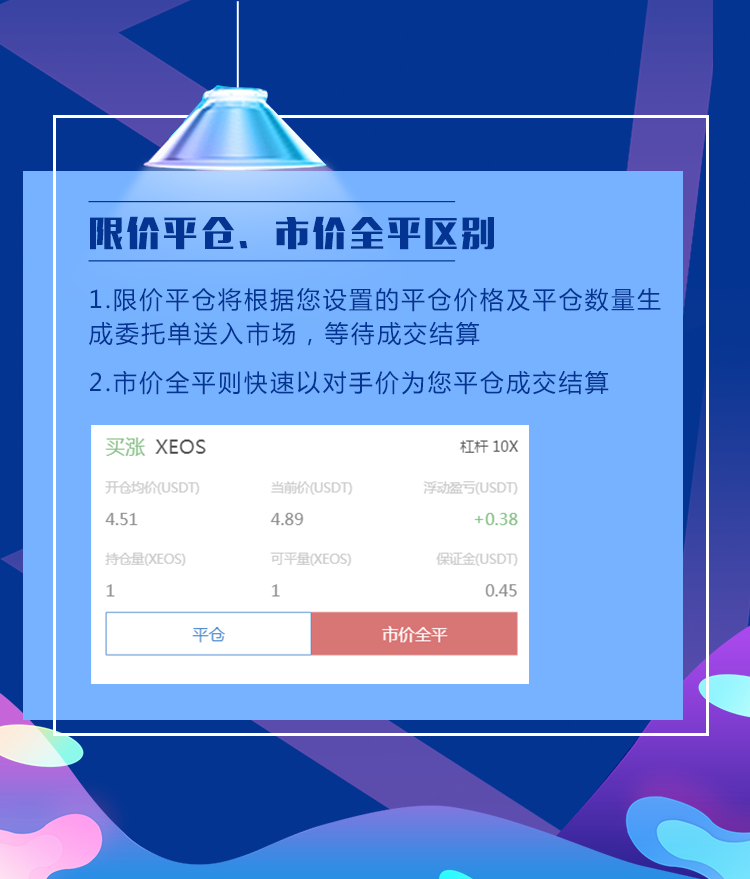 限价平仓、市价全平区别
1.限价平仓将根据您设置的平仓价格及平仓数量生
成委托单送入市场，等待成交结算
2.市价全平则快速以对手价为您平仓成交结算
买涨 XEOS 杠杆 10X
开仓均价(USDT) 当前价(USDT) 浮动盈亏(USDT)
4.51 4.89 +0.38
持仓量(XEOS) 可平量(XEOS) 保证金(USDT)
1 1 0.45
平仓 市价全平